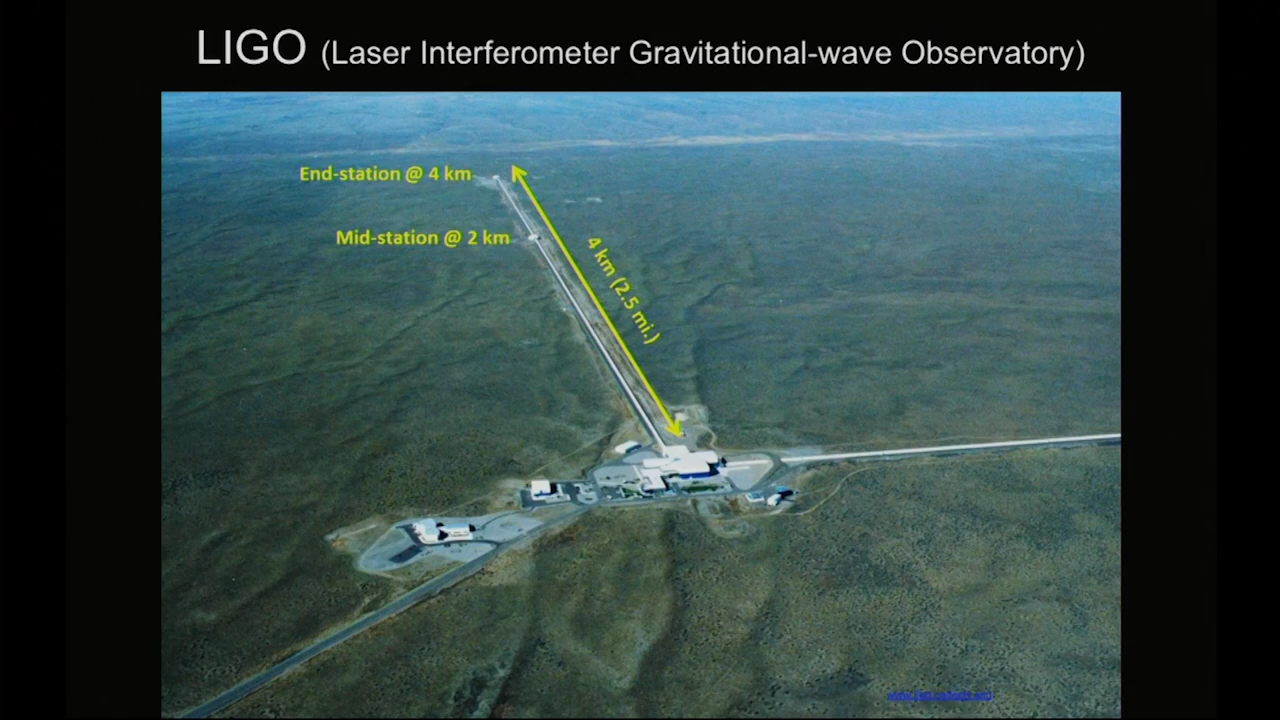 LIGO (Laser Interferometer Gravitational-wave Observatory)
End-station @ 4 km
Mid-station @ 2 km
4 km (2.5 mi.)